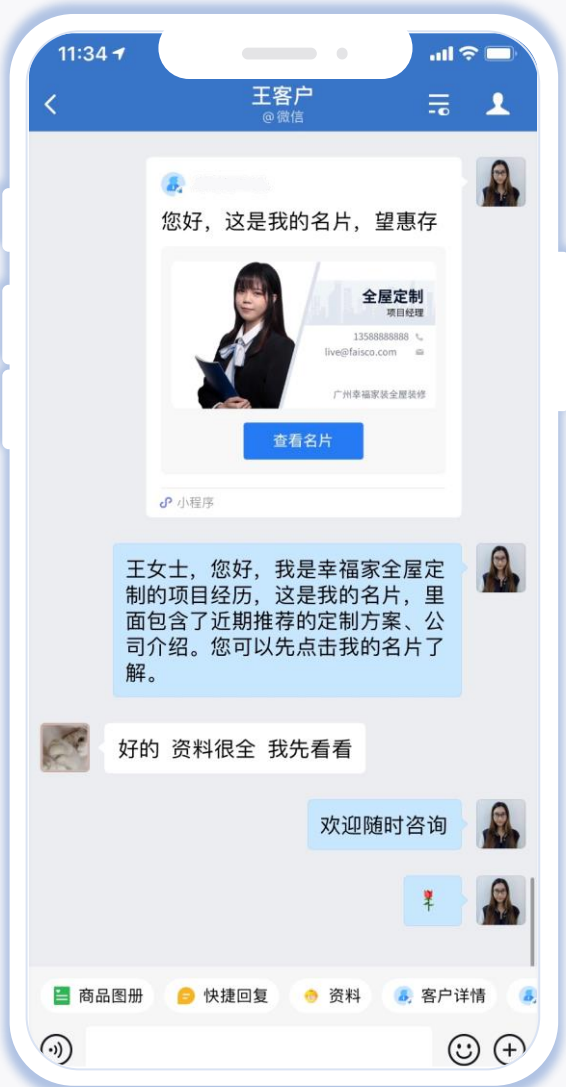 11:34
王客户
@微信
您好，这是我的名片，望惠存
全屋定制
项目经理
13588888888
live@faisco.com
广州幸福家装全屋装修
查看名片
小程序
王女士，您好，我是幸福家全屋定
制的项目经历，这是我的名片，里
面包含了近期推荐的定制方案、公
司介绍。您可以先点击我的名片了
解。
好的 资料很全 我先看看
欢迎随时咨询
商品图册 快捷回复 资料 客户详情